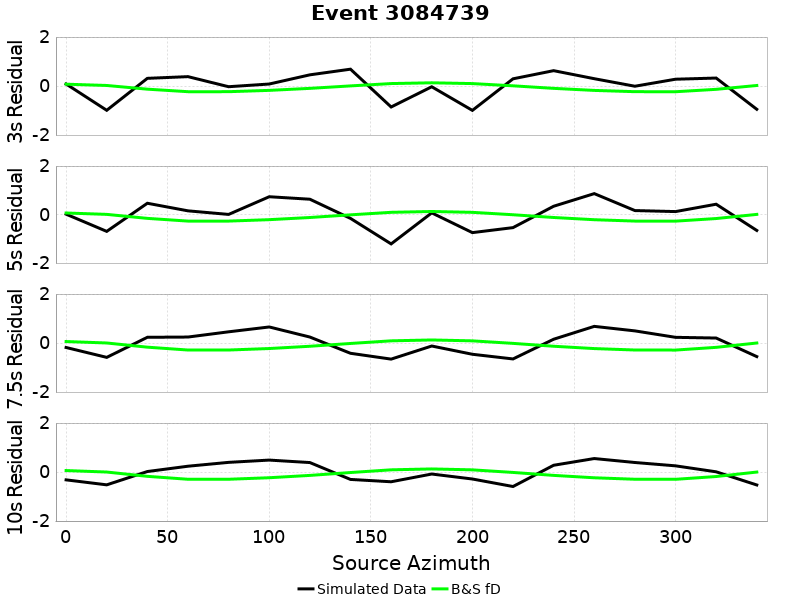 Event 3084739
3s Residual
2
0
-2
5s Residual
2
0
-2
7.5s Residual
2
0
-2
10s Residual
2
0
-2
0 50 100 150 200 250 300
Source Azimuth
Simulated Data B&S fD